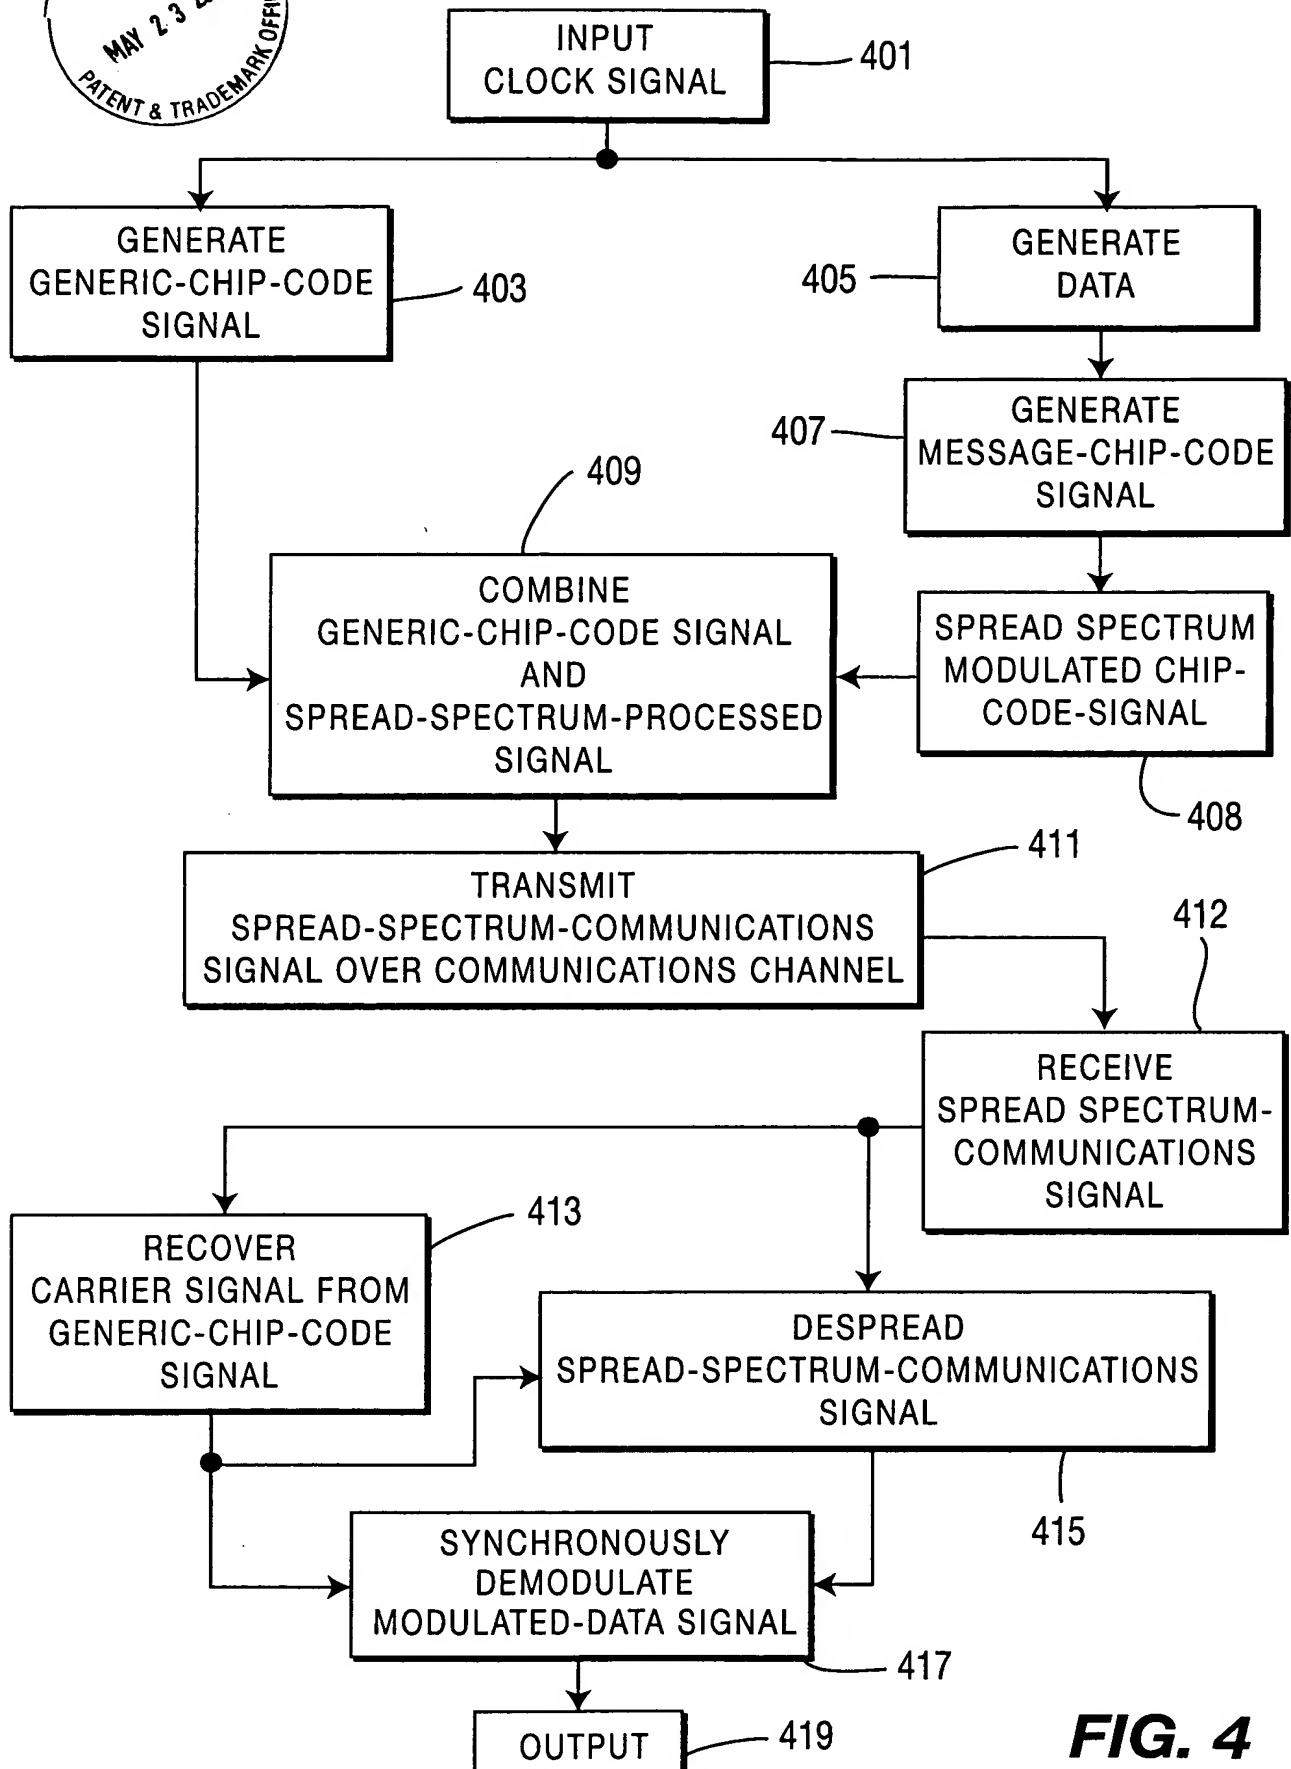 MAY 23
PATENT & TRADEMARK OFFI
INPUT
CLOCK SIGNAL
401
GENERATE
GENERIC-CHIP-CODE
SIGNAL
403
405
GENERATE
DATA
407
GENERATE
MESSAGE-CHIP-CODE
SIGNAL
409
COMBINE
GENERIC-CHIP-CODE SIGNAL
AND
SPREAD-SPECTRUM-PROCESSED
SIGNAL
SPREAD SPECTRUM
MODULATED CHIP-
CODE-SIGNAL
408
411
TRANSMIT
SPREAD-SPECTRUM-COMMUNICATIONS
SIGNAL OVER COMMUNICATIONS CHANNEL
412
RECEIVE
SPREAD SPECTRUM-
COMMUNICATIONS
SIGNAL
413
RECOVER
CARRIER SIGNAL FROM
GENERIC-CHIP-CODE
SIGNAL
DESPREAD
SPREAD-SPECTRUM-COMMUNICATIONS
SIGNAL
415
SYNCHRONOUSLY
DEMODULATE
MODULATED-DATA SIGNAL
417
OUTPUT
419
FIG. 4